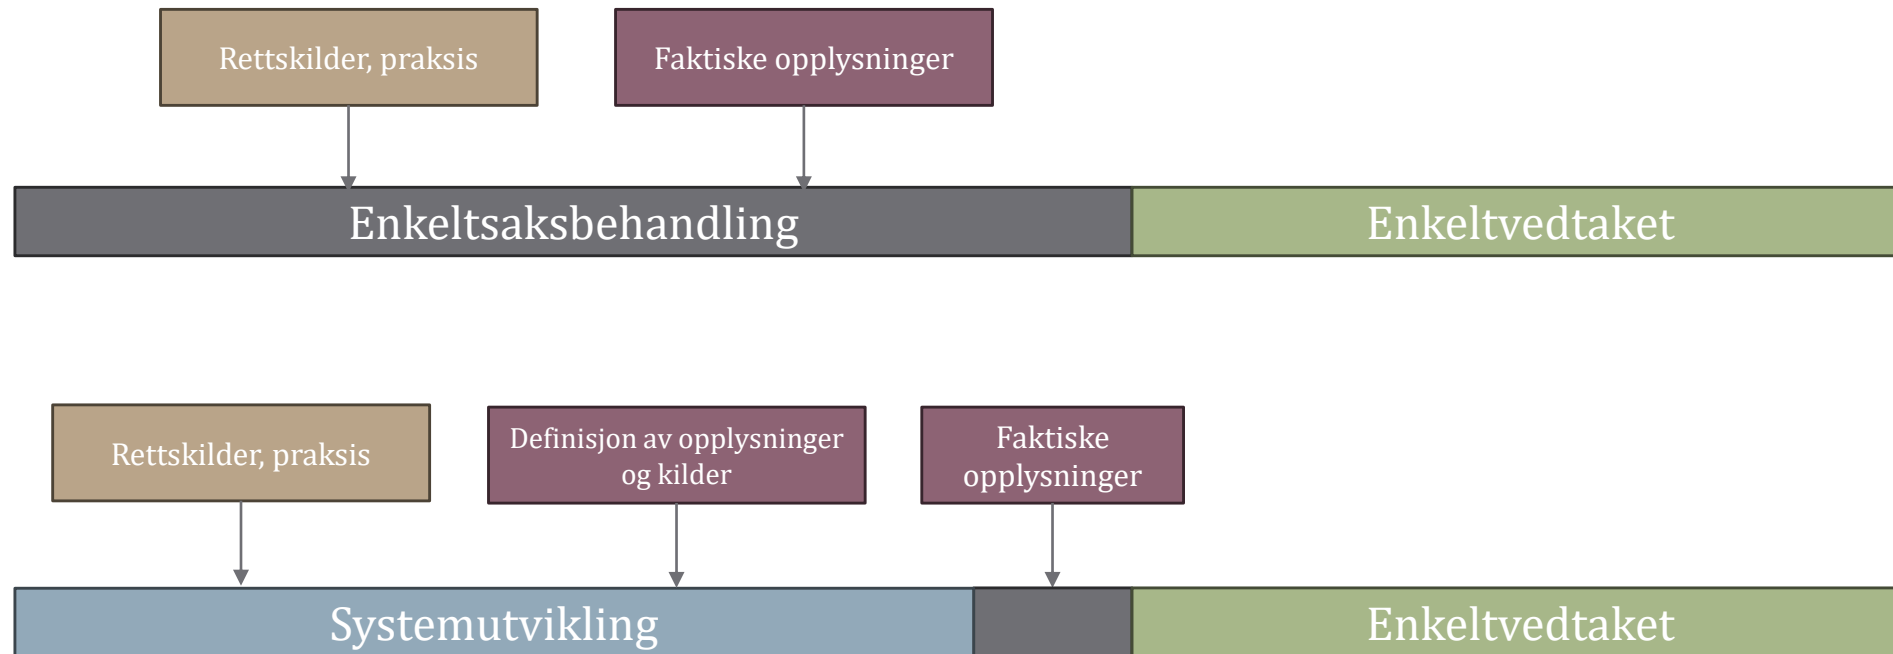 Rettskilder, praksis
Faktiske opplysninger
Enkeltsaksbehandling
Enkeltvedtaket
Rettskilder, praksis
Definisjon av opplysninger
og kilder
Faktiske
opplysninger
Systemutvikling
Enkeltvedtaket